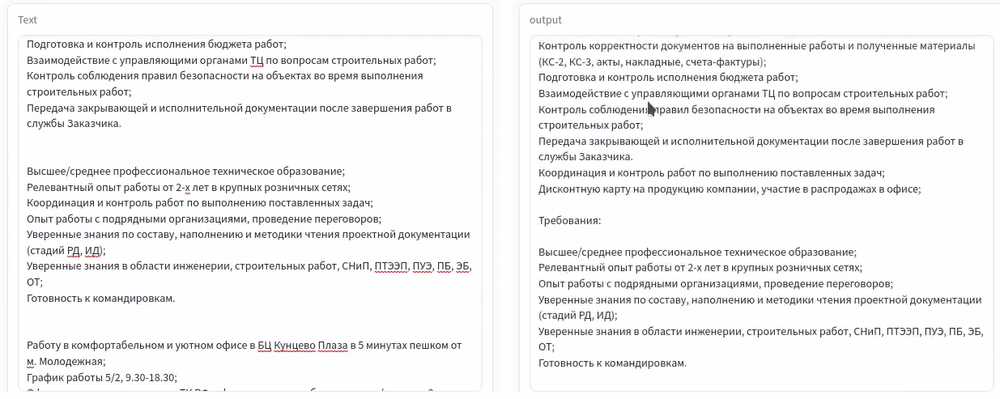 Text
Подготовка и контроль исполнения бюджета работ;
Взаимодействие с управляющими органами ТЦ по вопросам строительных работ;
Контроль соблюдения правил безопасности на объектах во время выполнения
строительных работ;
Передача закрывающей и исполнительной документации после завершения работ в
службы Заказчика.
Высшее/среднее профессиональное техническое образование;
Релевантный опыт работы от 2-х лет в крупных розничных сетях;
Координация и контроль работ по выполнению поставленных задач;
Опыт работы с подрядными организациями, проведение переговоров;
Уверенные знания по составу, наполнению и методики чтения проектной документации
(стадий РД, ИД);
Уверенные знания в области инженерии, строительных работ, СНиП, ПТЭЭП, ПУЭ, ПБ, ЭБ,
ОТ;
Готовность к командировкам.
Работу в комфортабельном и уютном офисе в БЦ Кунцево Плаза в 5 минутах пешком от
м. Молодежная;
График работы 5/2, 9.30-18.30;
output
Контроль корректности документов на выполненные работы и полученные материалы
(КС-2, КС-3, акты, накладные, счета-фактуры);
Подготовка и контроль исполнения бюджета работ;
Взаимодействие с управляющими органами ТЦ по вопросам строительных работ;
Контроль соблюдения правил безопасности на объектах во время выполнения
строительных работ;
Передача закрывающей и исполнительной документации после завершения работ в
службы Заказчика.
Координация и контроль работ по выполнению поставленных задач;
Дисконтную карту на продукцию компании, участие в распродажах в офисе;
Требования:
Высшее/среднее профессиональное техническое образование;
Релевантный опыт работы от 2-х лет в крупных розничных сетях;
Опыт работы с подрядными организациями, проведение переговоров;
Уверенные знания по составу, наполнению и методики чтения проектной документации
(стадий РД, ИД);
Уверенные знания в области инженерии, строительных работ, СНиП, ПТЭЭП, ПУЭ, ПБ, ЭБ,
ОТ;
Готовность к командировкам.